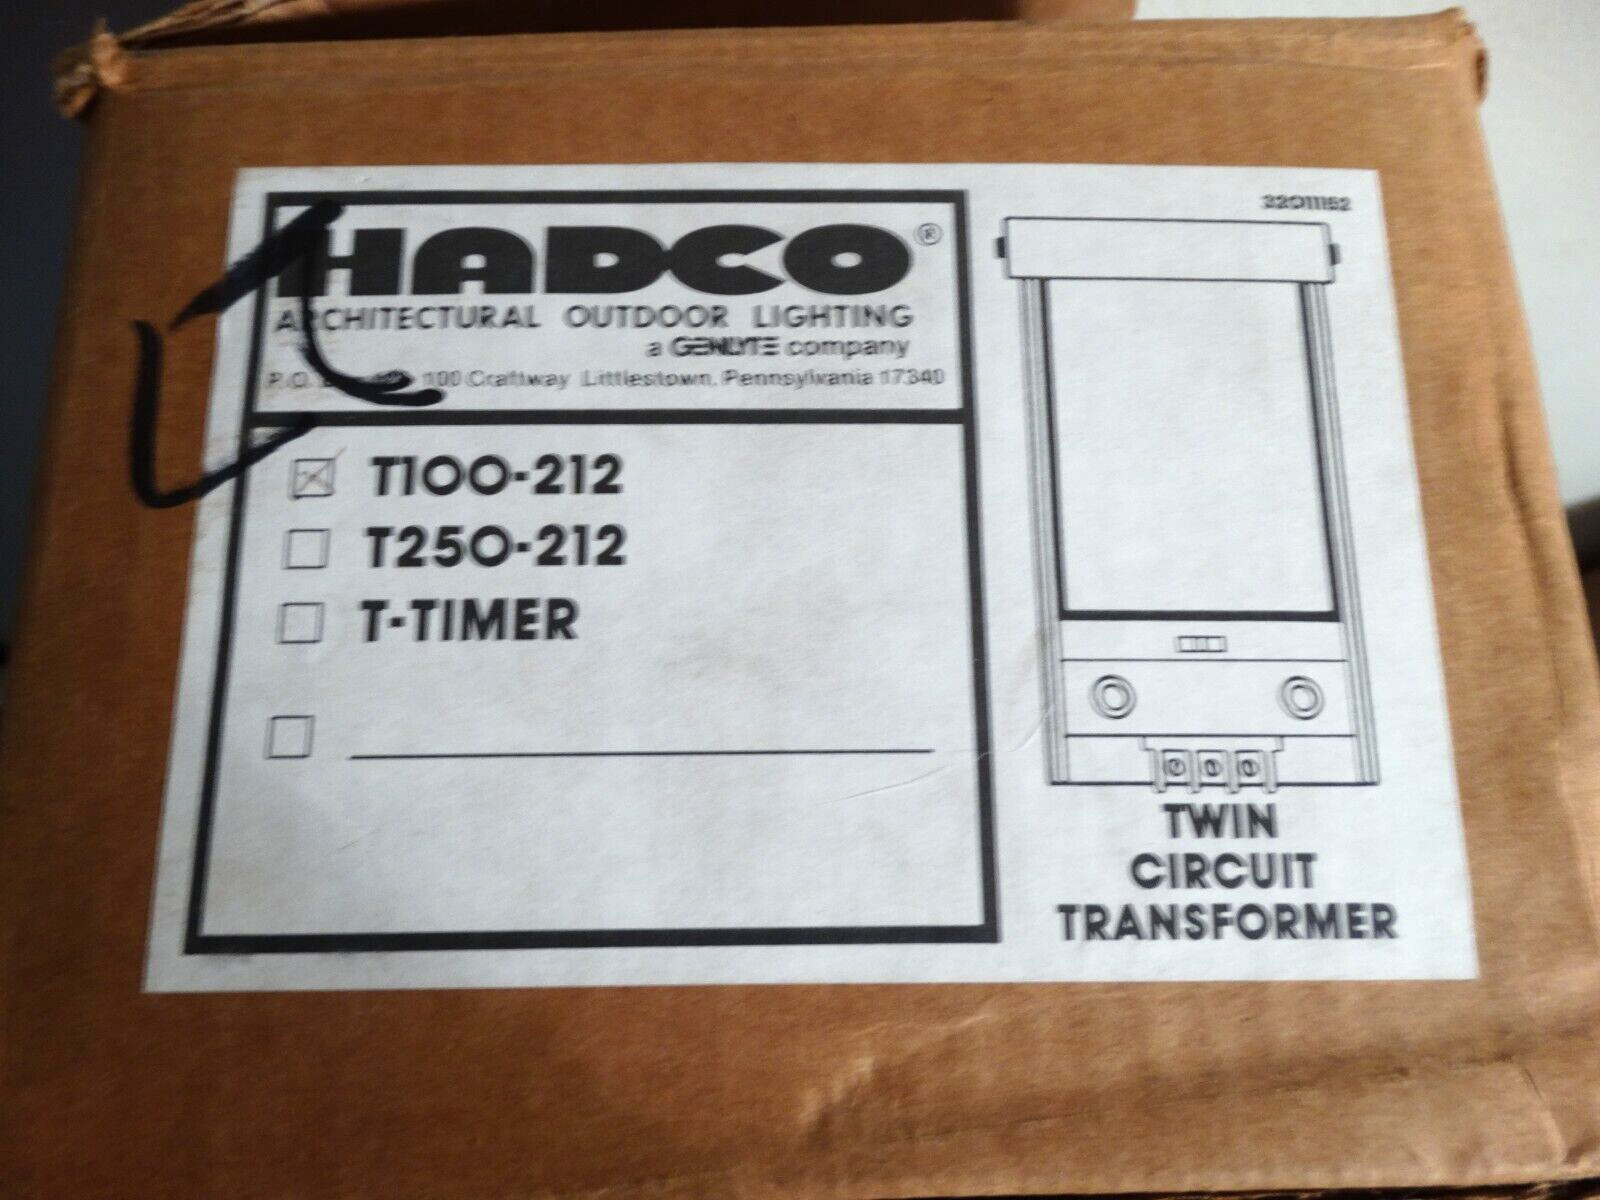 32011152
HADCO®
ARCHITECTURAL OUTDOOR LIGHTING
a GENLYTE company
P.O. 100 Craftway Littlestown, Pennsylvania 17340
T100-212
T250-212
T-TIMER
TWIN
CIRCUIT
TRANSFORMER